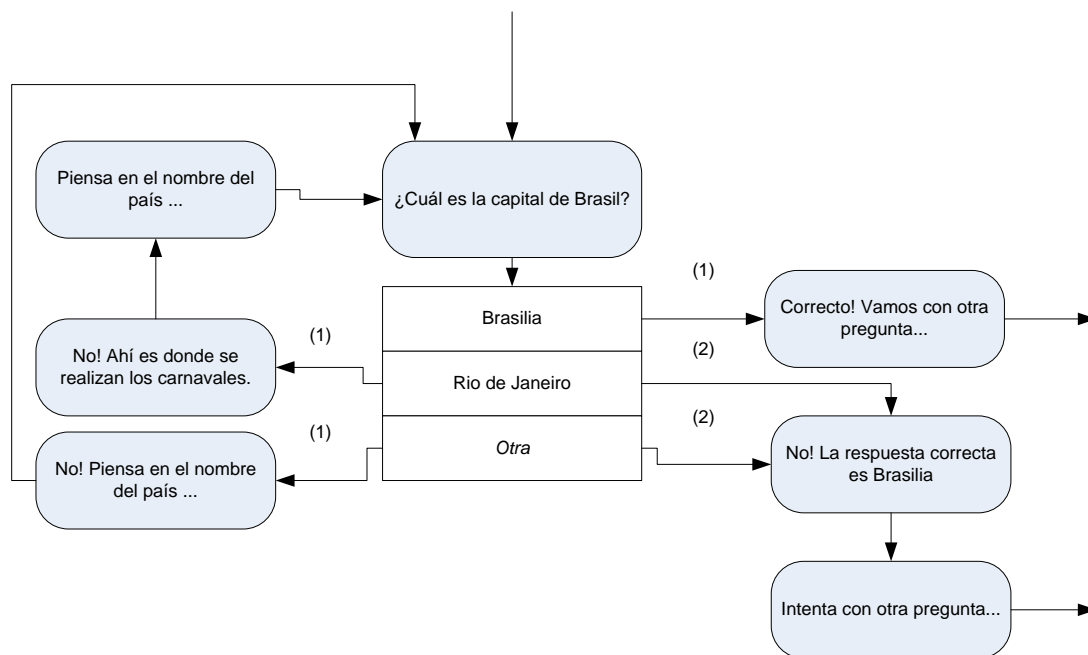 Piensa en el nombre del
país ...
¿Cuál es la capital de Brasil?
(1)
Brasilia
Correcto! Vamos con otra
pregunta...
(1)
(2)
No! Ahí es donde se
realizan los carnavales.
Rio de Janeiro
(1)
(2)
Otra
No! Piensa en el nombre
del país ...
No! La respuesta correcta
es Brasilia
Intenta con otra pregunta...